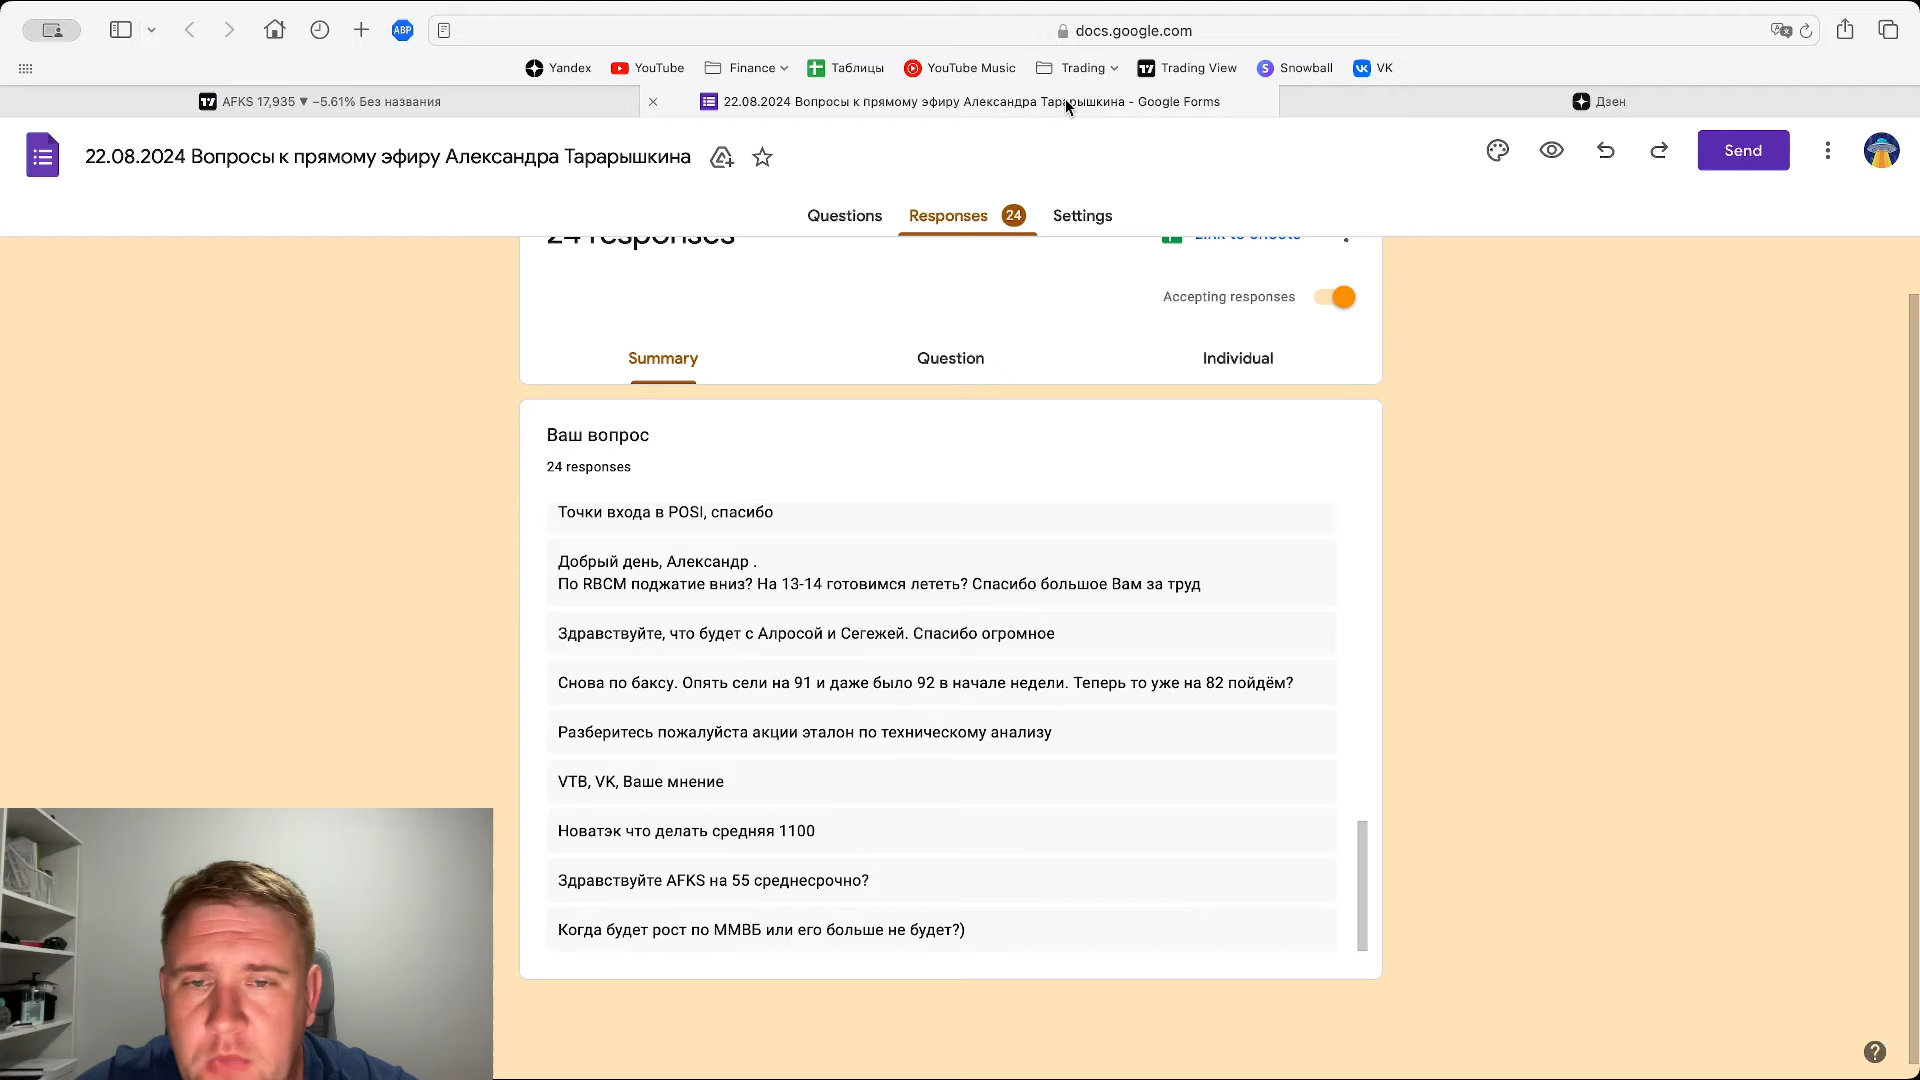 ABP
docs.google.com
Yandex
YouTube
Finance
Таблицы
YouTube Music
Trading
Trading View
Snowball
VK
AFKS 17,935 ▼ −5.61% Без названия
22.08.2024 Вопросы к прямому эфиру Александра Тарарышкина - Google Forms
Дзен
22.08.2024 Вопросы к прямому эфиру Александра Тарарышкина
Send
Questions
Responses 24
Settings
24 responses
Link to Sheets
Accepting responses
Summary
Question
Individual
Ваш вопрос
24 responses
Точки входа в POSI, спасибо
Добрый день, Александр .
По RBCM поджатие вниз? На 13-14 готовимся лететь? Спасибо большое Вам за труд
Здравствуйте, что будет с Алросой и Сегежей. Спасибо огромное
Снова по баксу. Опять сели на 91 и даже было 92 в начале недели. Теперь то уже на 82 пойдём?
Разберитесь пожалуйста акции эталон по техническому анализу
VTB, VK, Ваше мнение
Новатэк что делать средняя 1100
Здравствуйте AFKS на 55 среднесрочно?
Когда будет рост по ММВБ или его больше не будет?)